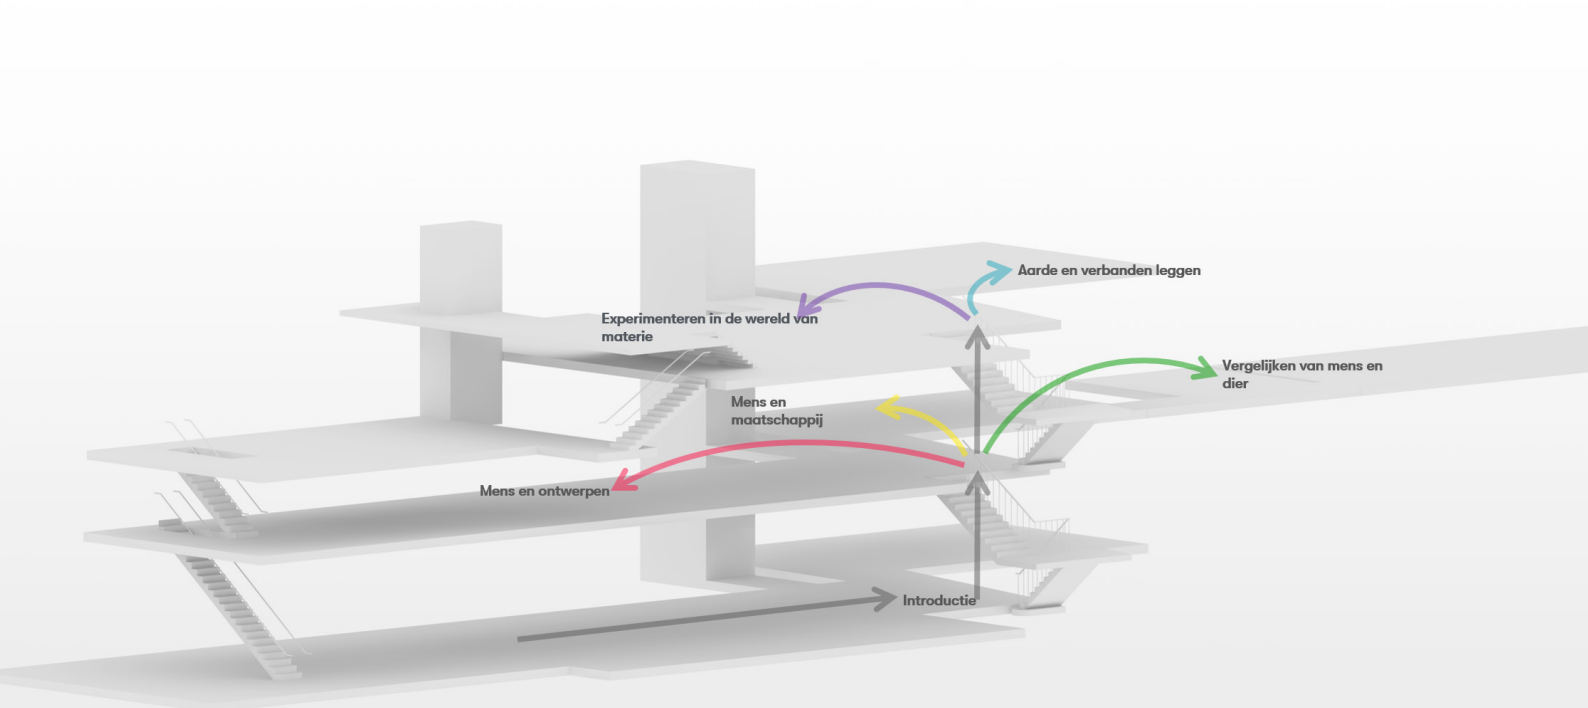 Aarde en verbanden leggen
Experimenteren in de wereld van
materie
Vergelijken van mens en
dier
Mens en
maatschappij
Mens en ontwerpen
Introductie